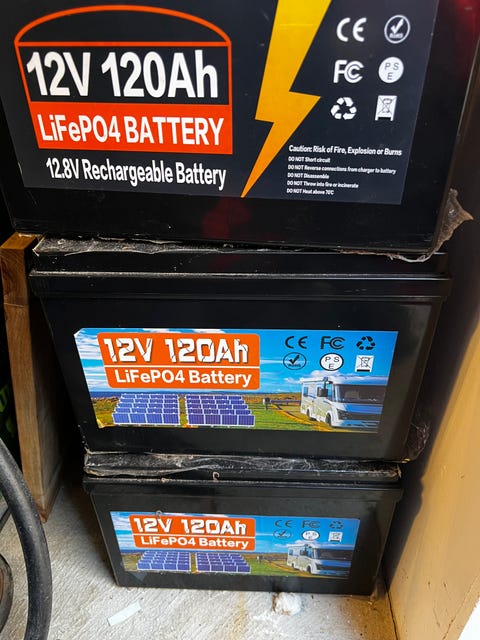 12V 120Ah
LiFePO4 BATTERY
12.8V Rechargeable Battery
CE
FC
PSE
Caution: Risk of Fire, Explosion or Burns
DO NOT Short circuit
DO NOT Reverse connections from charger to battery
DO NOT Disassemble
DO NOT Throw into fire or incinerate
DO NOT Heat above 70℃
12V 120Ah
LiFePO4 Battery
CE FC
PSE
12V 120Ah
LiFePO4 Battery
CE FC
PSE